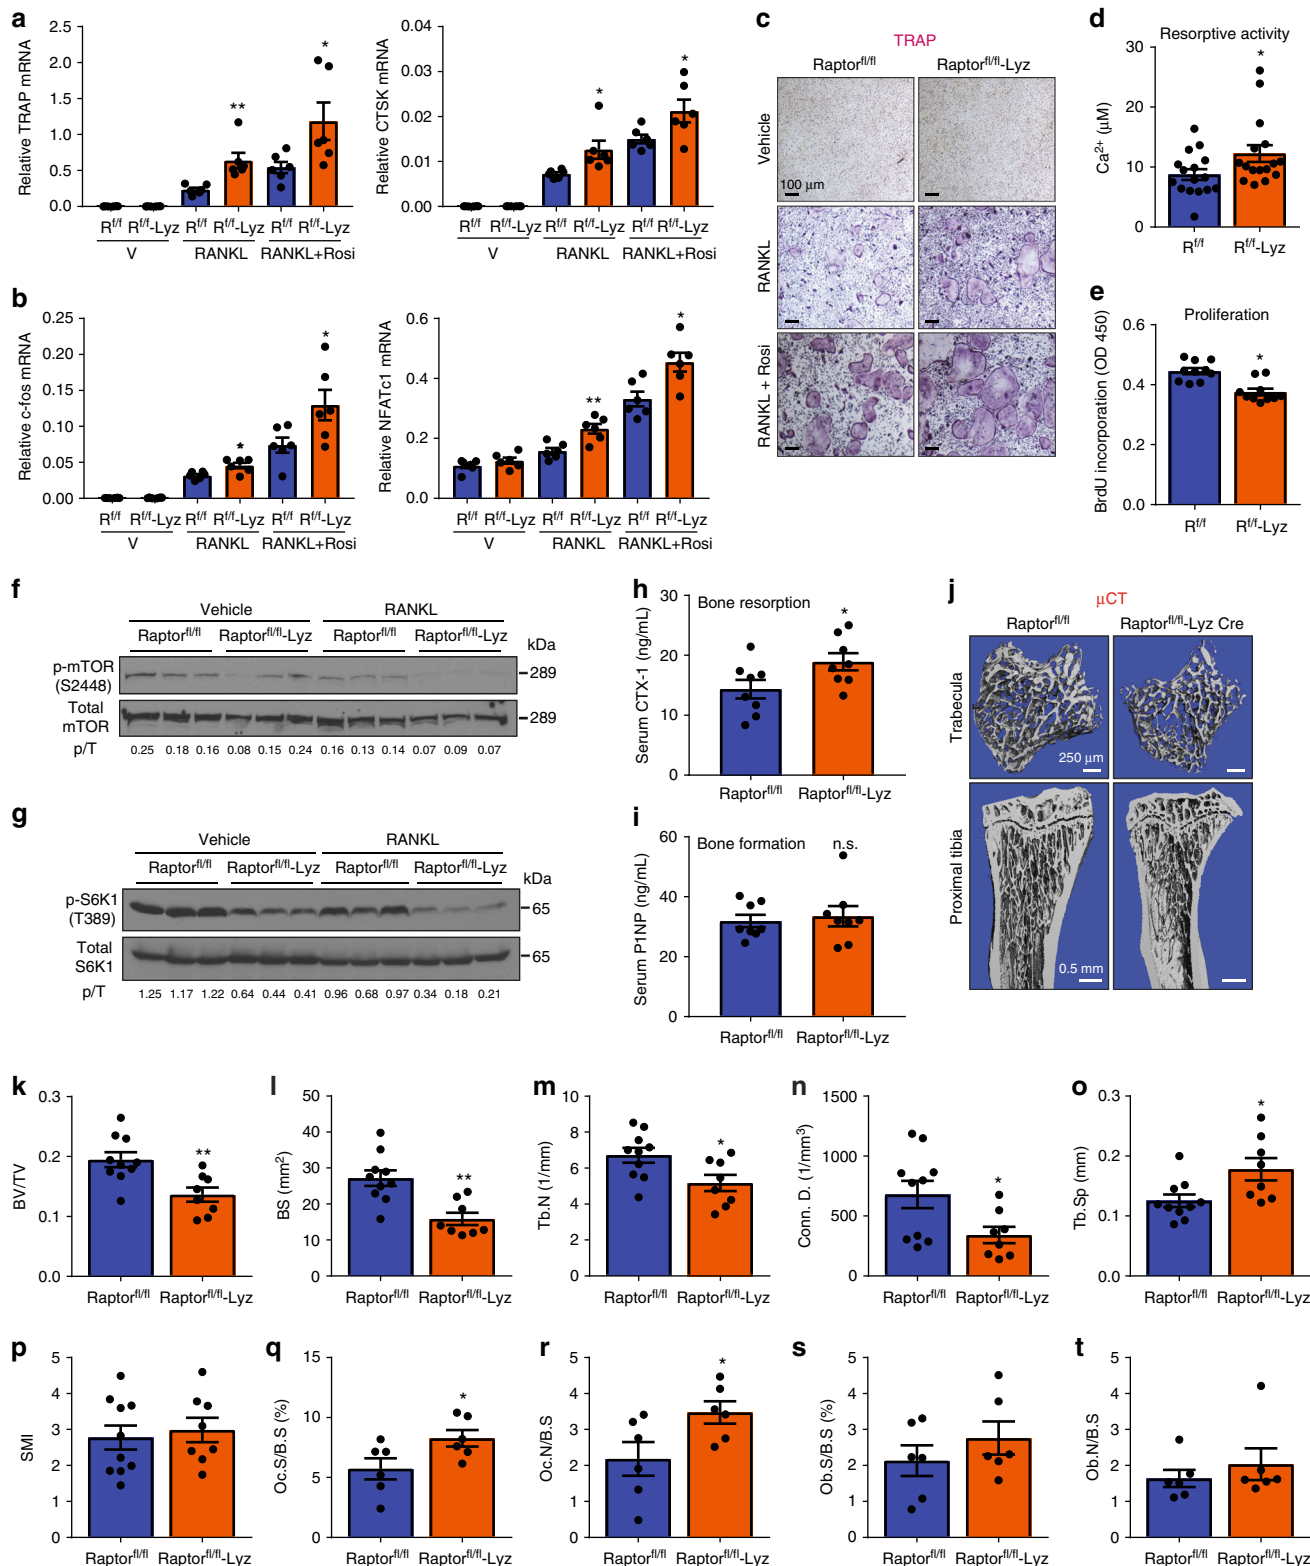 a
Relative TRAP mRNA
2.5
2.0
1.5
1.0
0.5
0.0
**
*
Rf/f Rf/f-Lyz Rf/f Rf/f-Lyz Rf/f Rf/f-Lyz
V RANKL RANKL+Rosi
Relative CTSK mRNA
0.04
0.03
0.02
0.01
0.00
*
*
Rf/f Rf/f-Lyz Rf/f Rf/f-Lyz Rf/f Rf/f-Lyz
V RANKL RANKL+Rosi
b
Relative c-fos mRNA
0.25
0.20
0.15
0.10
0.05
0.00
*
*
Rf/f Rf/f-Lyz Rf/f Rf/f-Lyz Rf/f Rf/f-Lyz
V RANKL RANKL+Rosi
Relative NFATc1 mRNA
0.6
0.4
0.2
0.0
**
*
Rf/f Rf/f-Lyz Rf/f Rf/f-Lyz Rf/f Rf/f-Lyz
V RANKL RANKL+Rosi
c
TRAP
Raptorfl/fl Raptorfl/fl-Lyz
Vehicle
100 μm
RANKL
RANKL + Rosi
d
Resorptive activity
Ca2+ (μM)
30
20
10
0
*
Rf/f Rf/f-Lyz
e
Proliferation
BrdU incorporation (OD 450)
0.6
0.4
0.2
0.0
*
Rf/f Rf/f-Lyz
f
Vehicle RANKL
Raptorfl/fl Raptorfl/fl-Lyz Raptorfl/fl Raptorfl/fl-Lyz
kDa
p-mTOR
(S2448)
289
Total
mTOR
289
p/T 0.25 0.18 0.16 0.08 0.15 0.24 0.16 0.13 0.14 0.07 0.09 0.07
g
Vehicle RANKL
Raptorfl/fl Raptorfl/fl-Lyz Raptorfl/fl Raptorfl/fl-Lyz
kDa
p-S6K1
(T389)
65
Total
S6K1
65
p/T 1.25 1.17 1.22 0.64 0.44 0.41 0.96 0.68 0.97 0.34 0.18 0.21
h
Bone resorption
Serum CTX-1 (ng/mL)
30
20
10
0
*
Raptorfl/fl Raptorfl/fl-Lyz
i
Bone formation n.s.
Serum P1NP (ng/mL)
60
40
20
0
Raptorfl/fl Raptorfl/fl-Lyz
j
μCT
Raptorfl/fl Raptorfl/fl-Lyz Cre
Trabecula
250 μm
Proximal tibia
0.5 mm
k
BV/TV
0.3
0.2
0.1
0.0
**
Raptorfl/fl Raptorfl/fl-Lyz
l
BS (mm2)
50
40
30
20
10
0
**
Raptorfl/fl Raptorfl/fl-Lyz
m
Tb.N (1/mm)
10
8
6
4
2
0
*
Raptorfl/fl Raptorfl/fl-Lyz
n
Conn. D. (1/mm3)
1500
1000
500
0
*
Raptorfl/fl Raptorfl/fl-Lyz
o
Tb.Sp (mm)
0.3
0.2
0.1
0.0
*
Raptorfl/fl Raptorfl/fl-Lyz
p
SMI
5
4
3
2
1
0
Raptorfl/fl Raptorfl/fl-Lyz
q
Oc.S/B.S (%)
15
10
5
0
*
Raptorfl/fl Raptorfl/fl-Lyz
r
Oc.N/B.S
5
4
3
2
1
0
*
Raptorfl/fl Raptorfl/fl-Lyz
s
Ob.S/B.S (%)
5
4
3
2
1
0
Raptorfl/fl Raptorfl/fl-Lyz
t
Ob.N/B.S
5
4
3
2
1
0
Raptorfl/fl Raptorfl/fl-Lyz